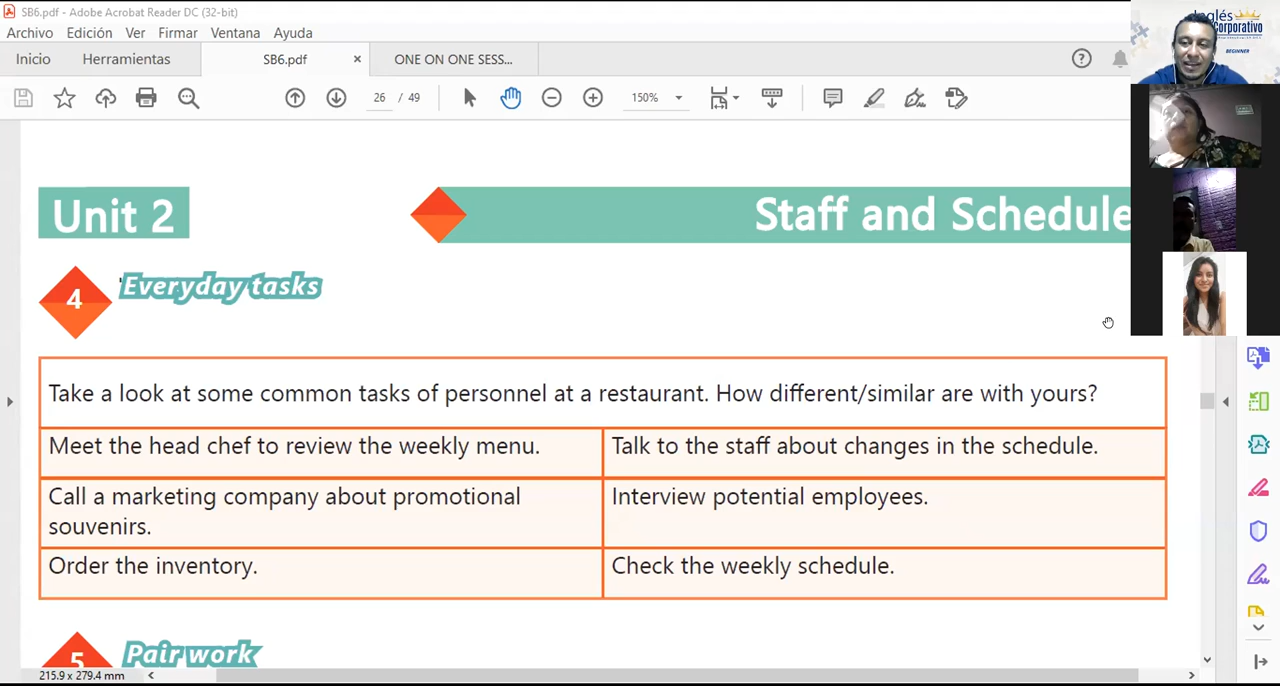 SB6.pdf - Adobe Acrobat Reader DC (32-bit)
Archivo Edición Ver Firmar Ventana Ayuda
Inicio Herramientas SB6.pdf × ONE ON ONE SESS...
26 / 49 150%
Inglés
Corporativo
BEGINNER
Unit 2
Staff and Schedule
4 Everyday tasks
Take a look at some common tasks of personnel at a restaurant. How different/similar are with yours?
Meet the head chef to review the weekly menu.
Talk to the staff about changes in the schedule.
Call a marketing company about promotional
souvenirs.
Interview potential employees.
Order the inventory.
Check the weekly schedule.
5 Pair work
215.9 x 279.4 mm